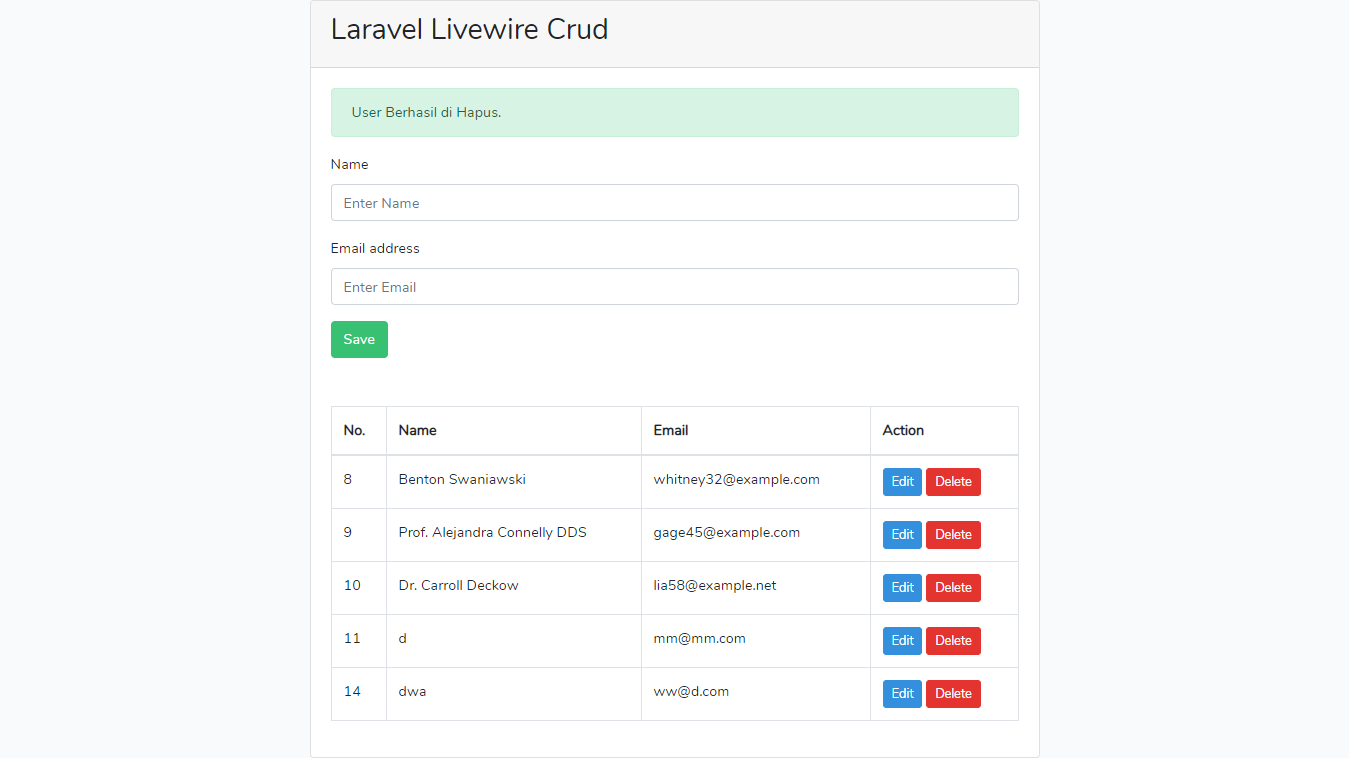 Laravel Livewire Crud
User Berhasil di Hapus.
Name
Enter Name
Email address
Enter Email
Save
No. Name Email Action
8 Benton Swaniawski whitney32@example.com Edit Delete
9 Prof. Alejandra Connelly DDS gage45@example.com Edit Delete
10 Dr. Carroll Deckow lia58@example.net Edit Delete
11 d mm@mm.com Edit Delete
14 dwa ww@d.com Edit Delete